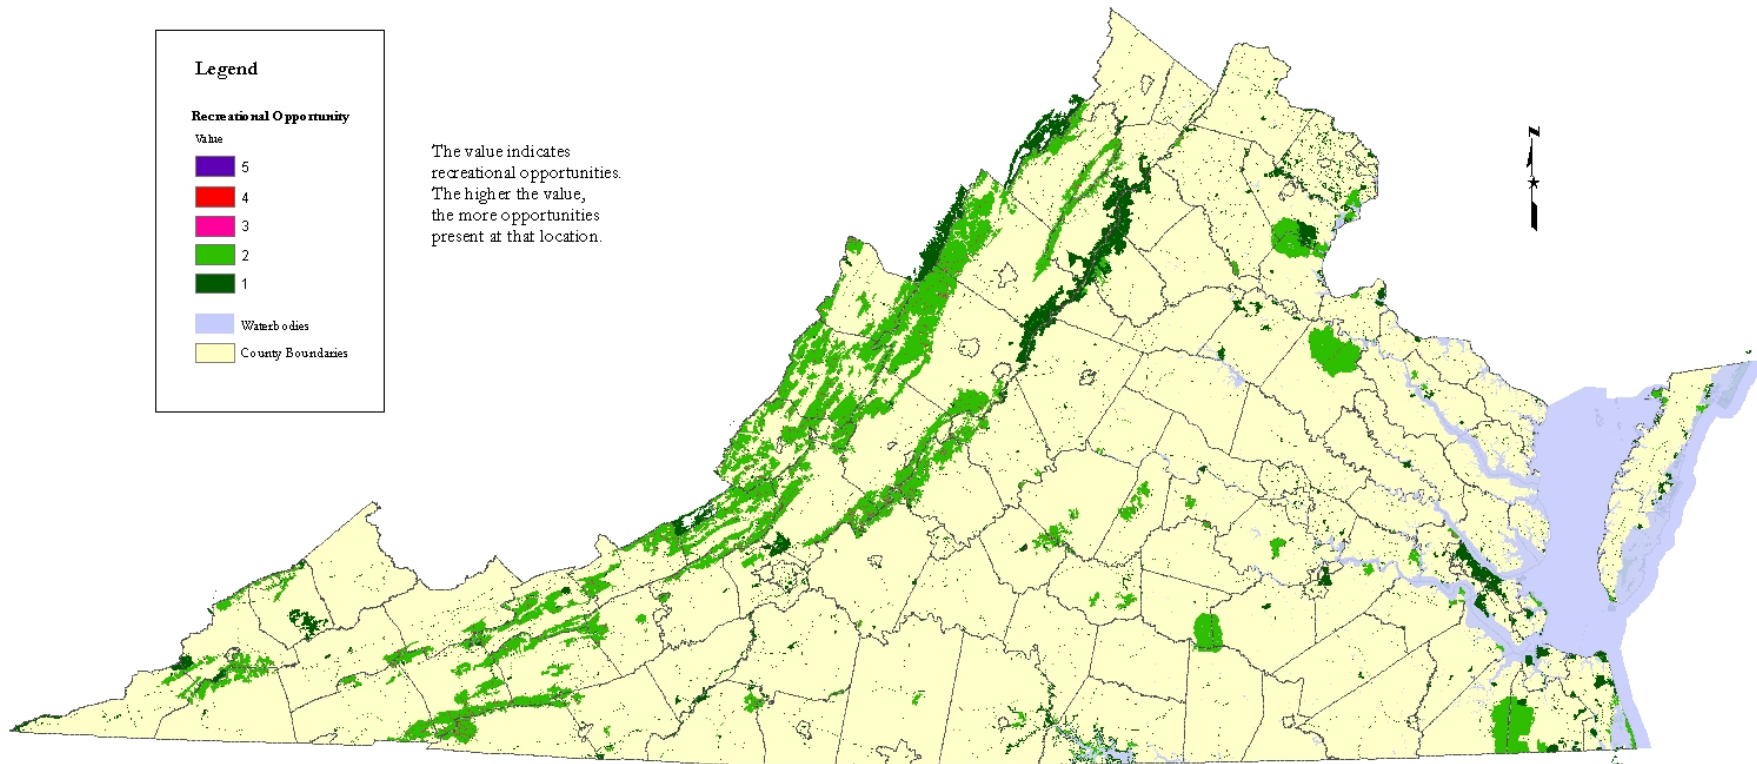 Legend
Recreational Opportunity
Value
5
4
3
2
1
Waterbodies
County Boundaries
The value indicates
recreational opportunities.
The higher the value,
the more opportunities
present at that location.
N